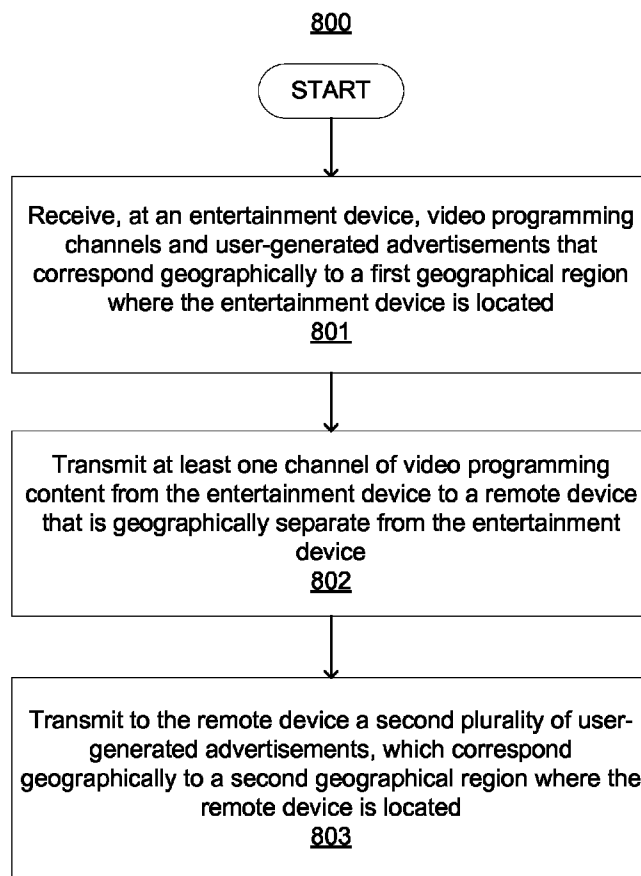 800
START
Receive, at an entertainment device, video programming
channels and user-generated advertisements that
correspond geographically to a first geographical region
where the entertainment device is located
801
Transmit at least one channel of video programming
content from the entertainment device to a remote device
that is geographically separate from the entertainment
device
802
Transmit to the remote device a second plurality of user-
generated advertisements, which correspond
geographically to a second geographical region where the
remote device is located
803